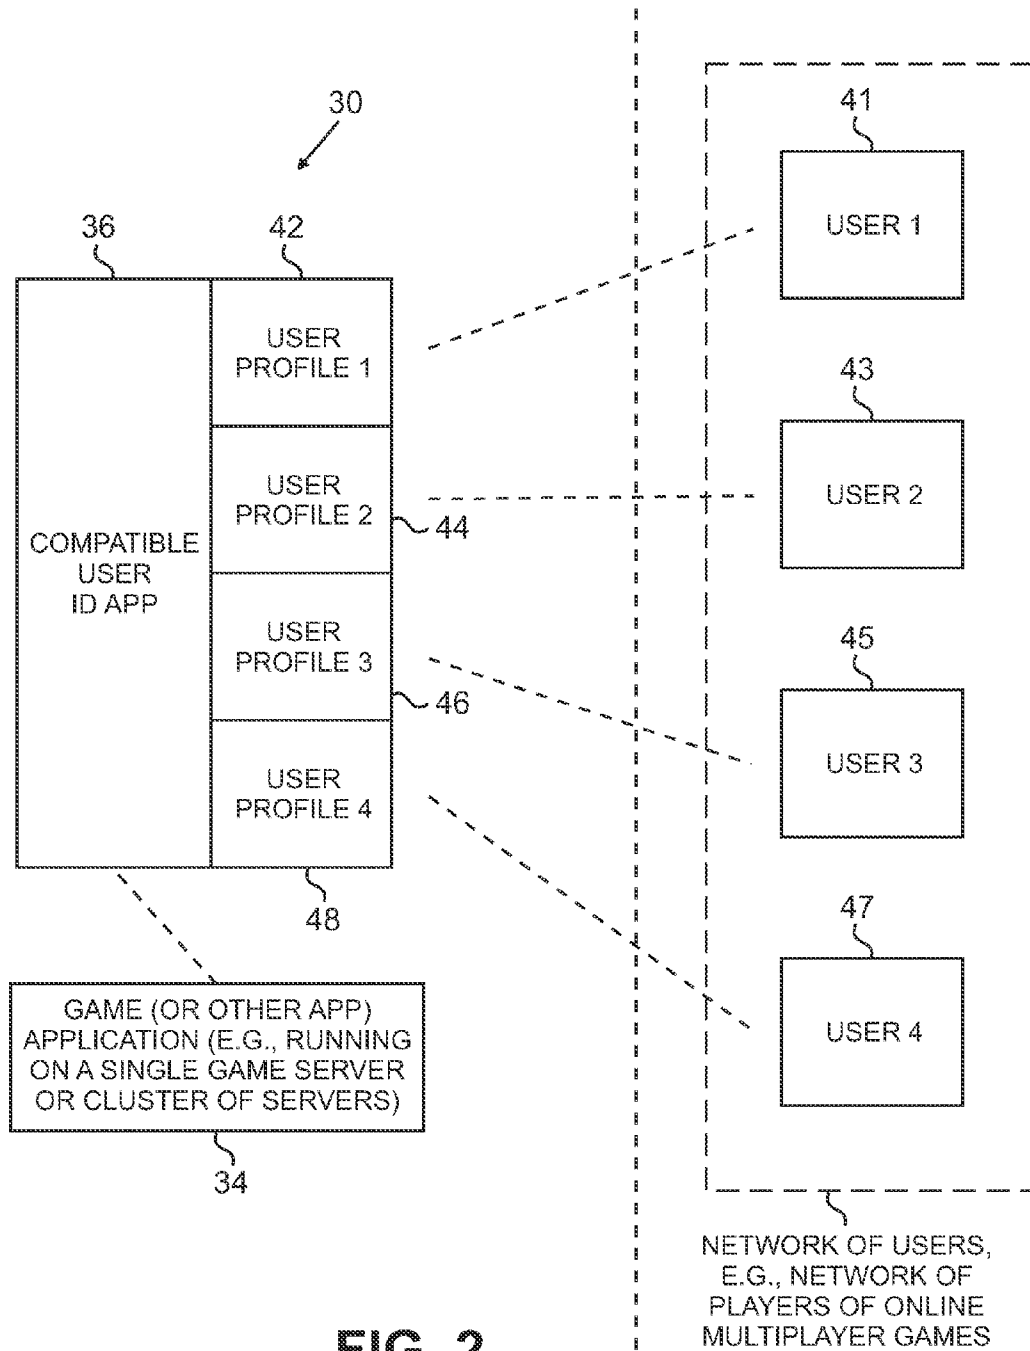 30
41
USER 1
36
42
USER
PROFILE 1
43
USER 2
USER
PROFILE 2
44
COMPATIBLE
USER
ID APP
USER
PROFILE 3
46
45
USER 3
USER
PROFILE 4
48
47
USER 4
GAME (OR OTHER APP)
APPLICATION (E.G., RUNNING
ON A SINGLE GAME SERVER
OR CLUSTER OF SERVERS)
34
NETWORK OF USERS,
E.G., NETWORK OF
PLAYERS OF ONLINE
MULTIPLAYER GAMES
FIG. 2